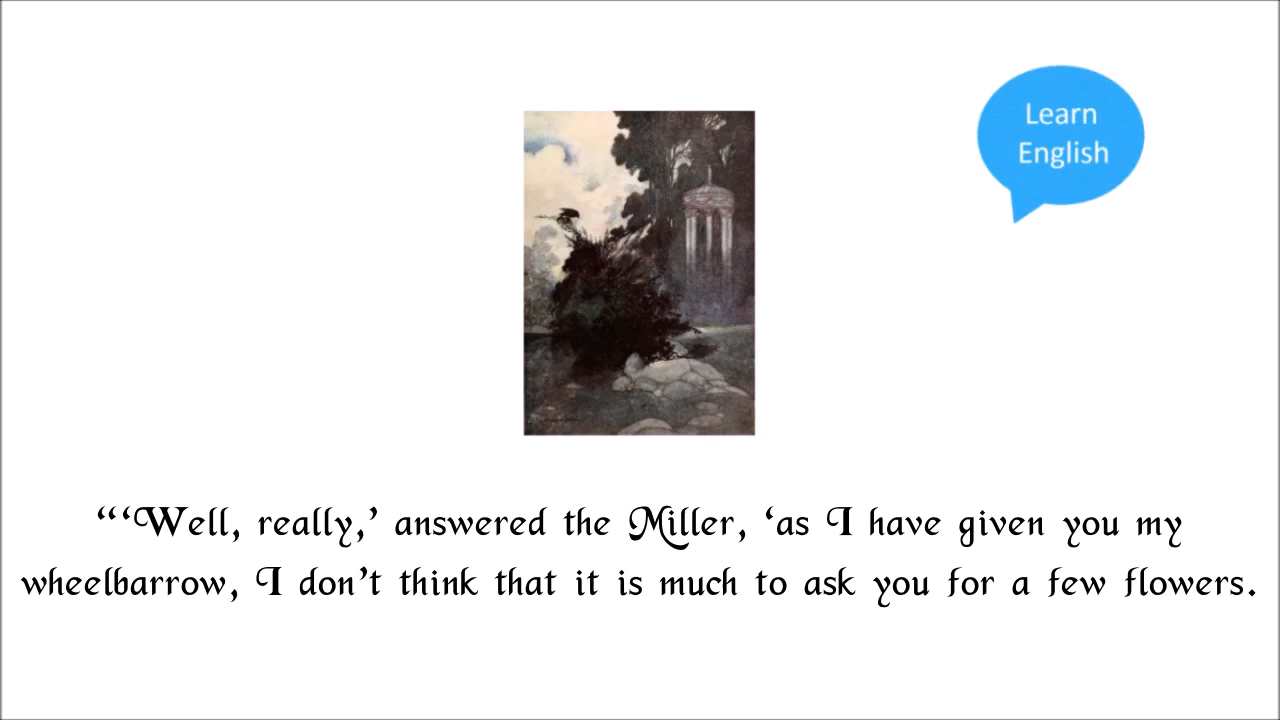 Learn
English
“‘Well, really,’ answered the Miller, ‘as I have given you my
wheelbarrow, I don’t think that it is much to ask you for a few flowers.